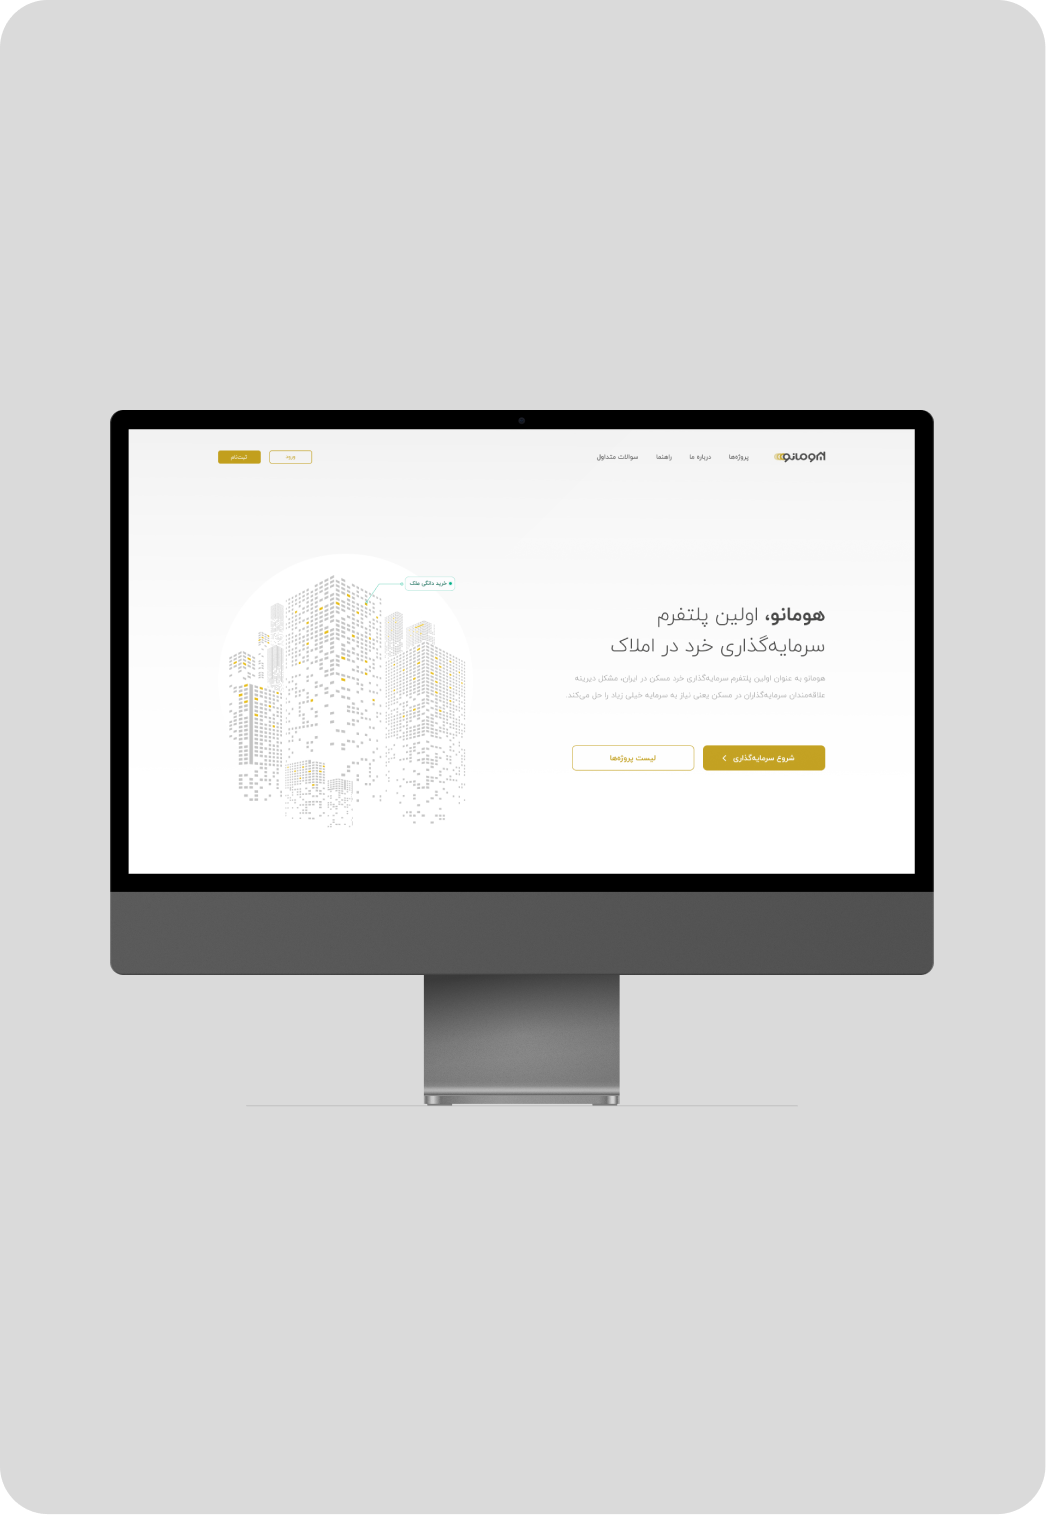 هومانو
پروژه‌ها
درباره ما
راهنما
سوالات متداول
ورود
ثبت‌نام
خرید دانگی ملک
هومانو، اولین پلتفرم
سرمایه‌گذاری خرد در املاک
هومانو به عنوان اولین پلتفرم سرمایه‌گذاری خرد مسکن در ایران، مشکل دیرینه
علاقه‌مندان سرمایه‌گذاران در مسکن یعنی نیاز به سرمایه خیلی زیاد را حل می‌کند.
شروع سرمایه‌گذاری
لیست پروژه‌ها